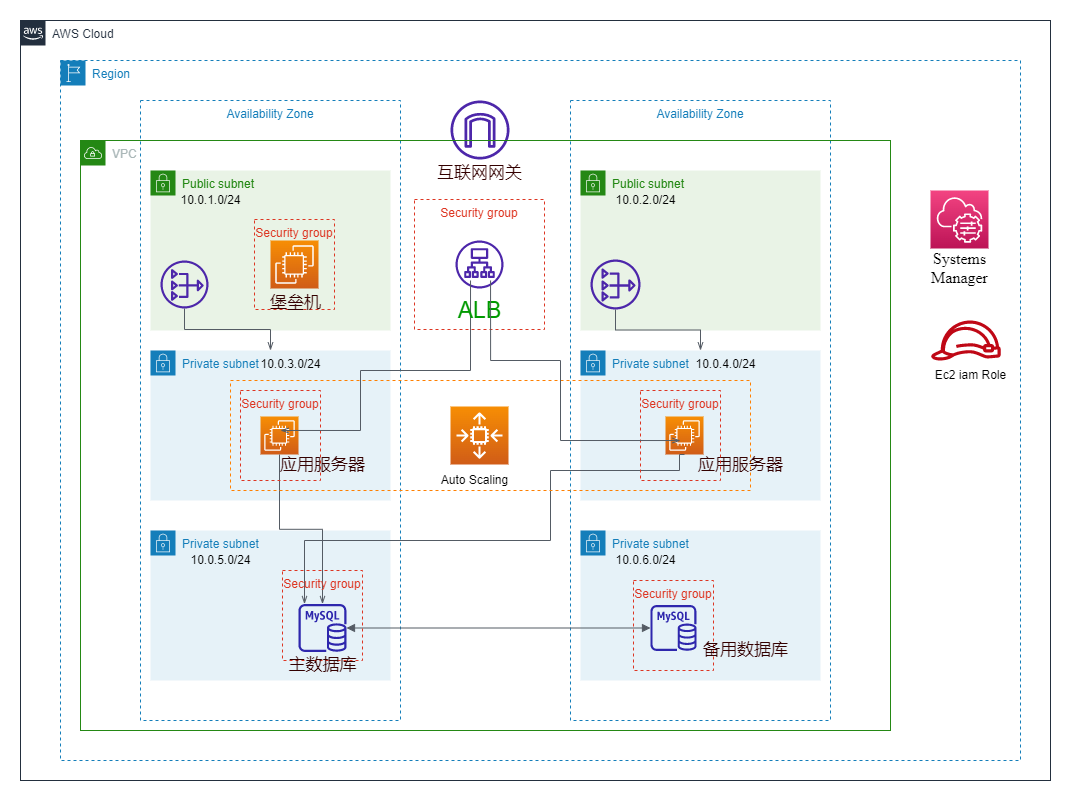 aws
AWS Cloud
Region
Availability Zone
Availability Zone
VPC
互联网网关
Public subnet
10.0.1.0/24
Security group
堡垒机
Security group
ALB
Public subnet
10.0.2.0/24
Systems
Manager
Ec2 iam Role
Private subnet
10.0.3.0/24
Security group
应用服务器
Auto Scaling
Private subnet
10.0.4.0/24
Security group
应用服务器
Private subnet
10.0.5.0/24
Security group
MySQL
主数据库
Private subnet
10.0.6.0/24
Security group
MySQL
备用数据库